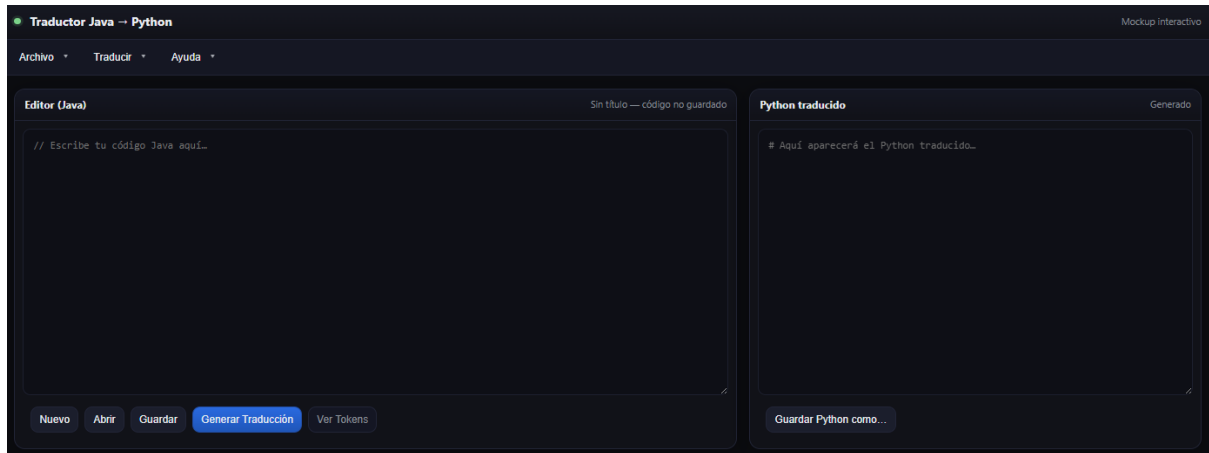 Traductor Java → Python
Mockup interactivo
Archivo ▾ Traducir ▾ Ayuda ▾
Editor (Java)
Sin título — código no guardado
// Escribe tu código Java aquí…
Nuevo Abrir Guardar Generar Traducción Ver Tokens
Python traducido
Generado
# Aquí aparecerá el Python traducido…
Guardar Python como…